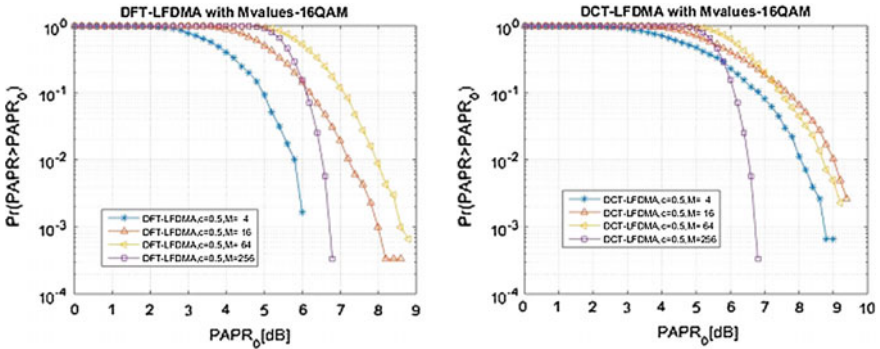 DFT-LFDMA with Mvalues-16QAM
10^0
10^-1
10^-2
10^-3
10^-4
Pr(PAPR>PAPR_0)
DFT-LFDMA,c=0.5,M= 4
DFT-LFDMA,c=0.5,M= 16
DFT-LFDMA,c=0.5,M= 64
DFT-LFDMA,c=0.5,M=256
0 1 2 3 4 5 6 7 8 9
PAPR_0[dB]
DCT-LFDMA with Mvalues-16QAM
10^0
10^-1
10^-2
10^-3
10^-4
Pr(PAPR>PAPR_0)
DCT-LFDMA,c=0.5,M= 4
DCT-LFDMA,c=0.5,M= 16
DCT-LFDMA,c=0.5,M= 64
DCT-LFDMA,c=0.5,M=256
0 1 2 3 4 5 6 7 8 9 10
PAPR_0[dB]